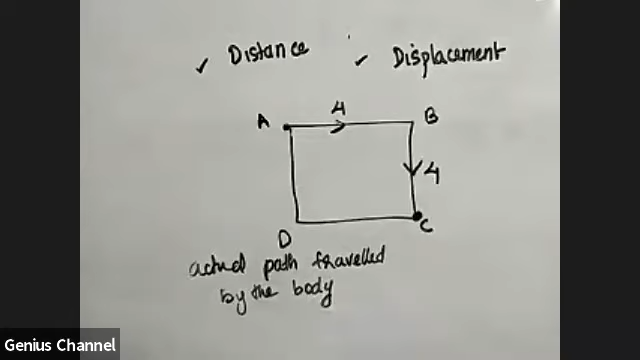 ✓ Distance ✓ Displacement
A 4 B
4
D C
actual path travelled
by the body
Genius Channel